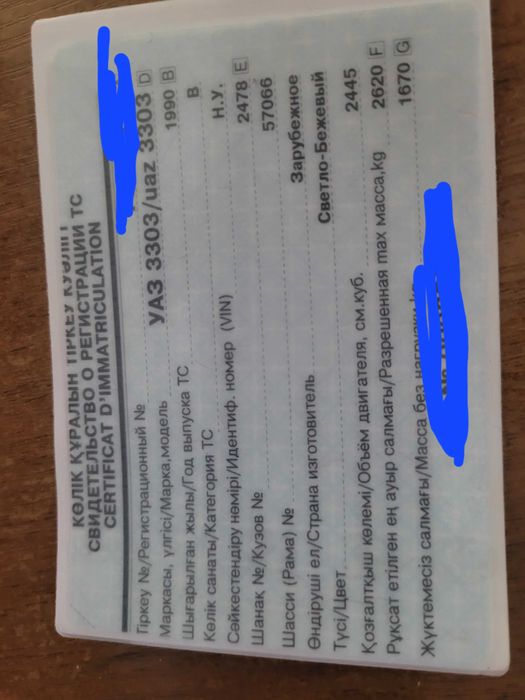 КӨЛІК ҚҰРАЛЫН ТІРКЕУ КУӘЛІГІ
СВИДЕТЕЛЬСТВО О РЕГИСТРАЦИИ ТС
CERTIFICAT D'IMMATRICULATION
Тіркеу №/Регистрационный №
Маркасы, үлгісі/Марка,модель УАЗ 3303/uaz 3303 D
Шығарылған жылы/Год выпуска ТС 1990 B
Көлік санаты/Категория ТС B
Сәйкестендіру нөмірі/Идентиф. номер (VIN) Н.У.
Шанақ №/Кузов № 2478 E
Шасси (Рама) № 57066
Өндіруші ел/Страна изготовитель Зарубежное
Түсі/Цвет Светло-Бежевый
Қозғалтқыш көлемі/Объём двигателя, см.куб. 2445
Рұқсат етілген ең ауыр салмағы/Разрешенная max масса,kg 2620 F
Жүктемесіз салмағы/Масса без нагрузки,kg 1670 G